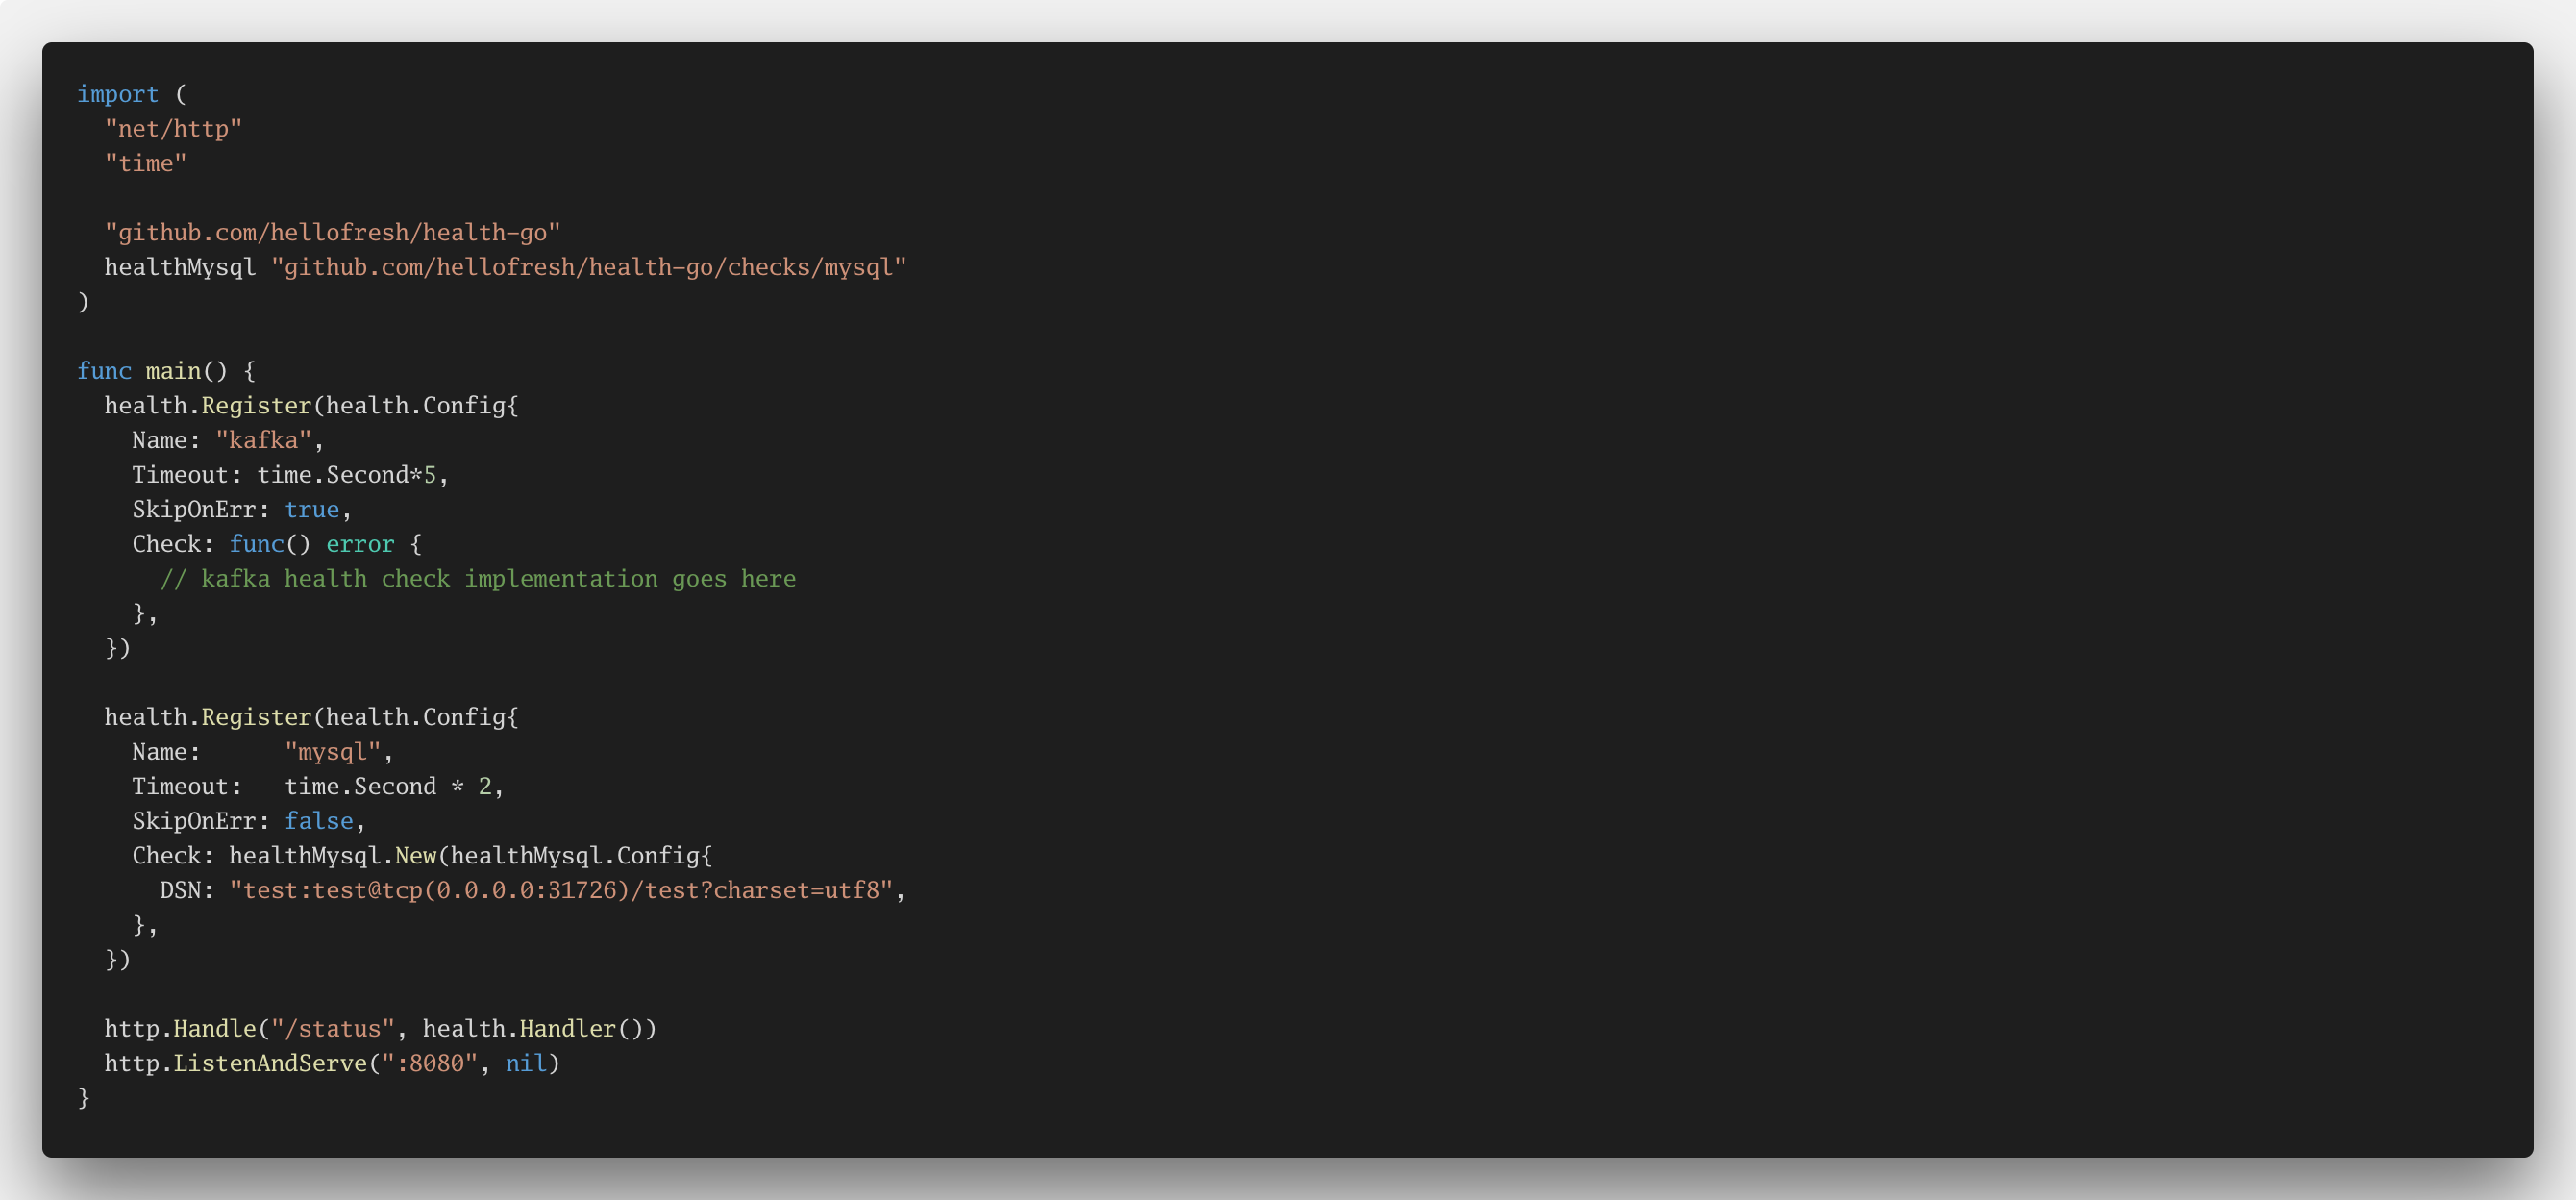 import (
  "net/http"
  "time"

  "github.com/hellofresh/health-go"
  healthMysql "github.com/hellofresh/health-go/checks/mysql"
)

func main() {
  health.Register(health.Config{
    Name: "kafka",
    Timeout: time.Second*5,
    SkipOnErr: true,
    Check: func() error {
      // kafka health check implementation goes here
    },
  })

  health.Register(health.Config{
    Name:      "mysql",
    Timeout:   time.Second * 2,
    SkipOnErr: false,
    Check: healthMysql.New(healthMysql.Config{
      DSN: "test:test@tcp(0.0.0.0:31726)/test?charset=utf8",
    },
  })

  http.Handle("/status", health.Handler())
  http.ListenAndServe(":8080", nil)
}